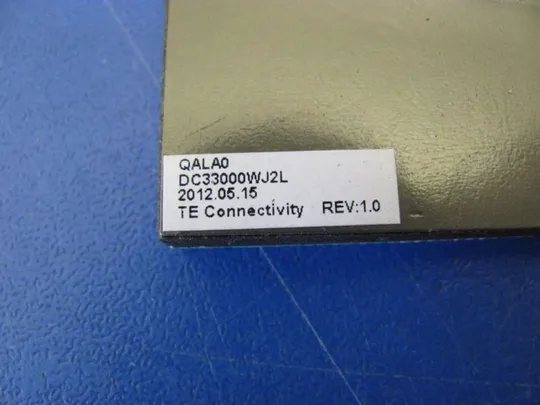 QALA0
DC33000WJ2L
2012.05.15
TE Connectivity REV:1.0